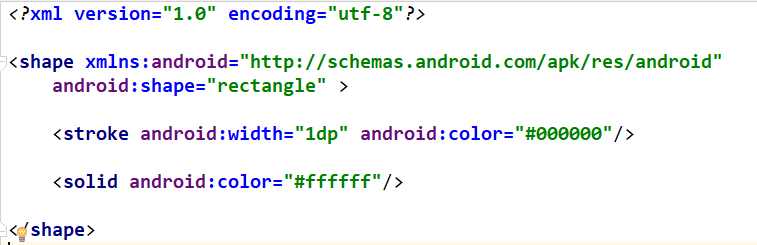 <?xml version="1.0" encoding="utf-8"?>
<shape xmlns:android="http://schemas.android.com/apk/res/android"
android:shape="rectangle" >
<stroke android:width="1dp" android:color="#000000"/>
<solid android:color="#ffffff"/>
</shape>